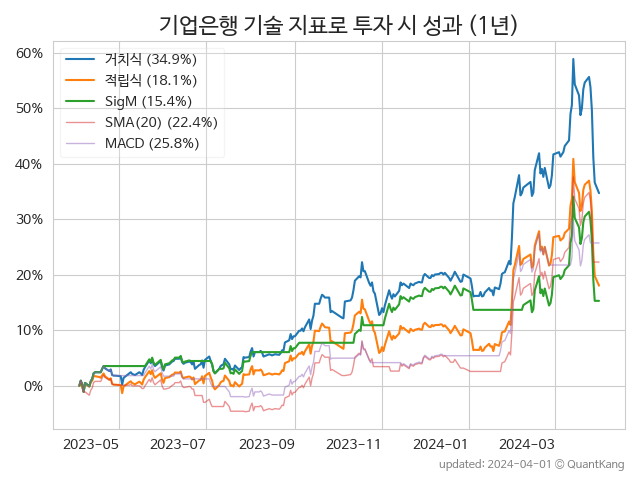 기업은행 기술 지표로 투자 시 성과 (1년)
60%
50%
40%
30%
20%
10%
0%
거치식 (34.9%)
적립식 (18.1%)
SigM (15.4%)
SMA(20) (22.4%)
MACD (25.8%)
2023-05 2023-07 2023-09 2023-11 2024-01 2024-03
updated: 2024-04-01 © QuantKang